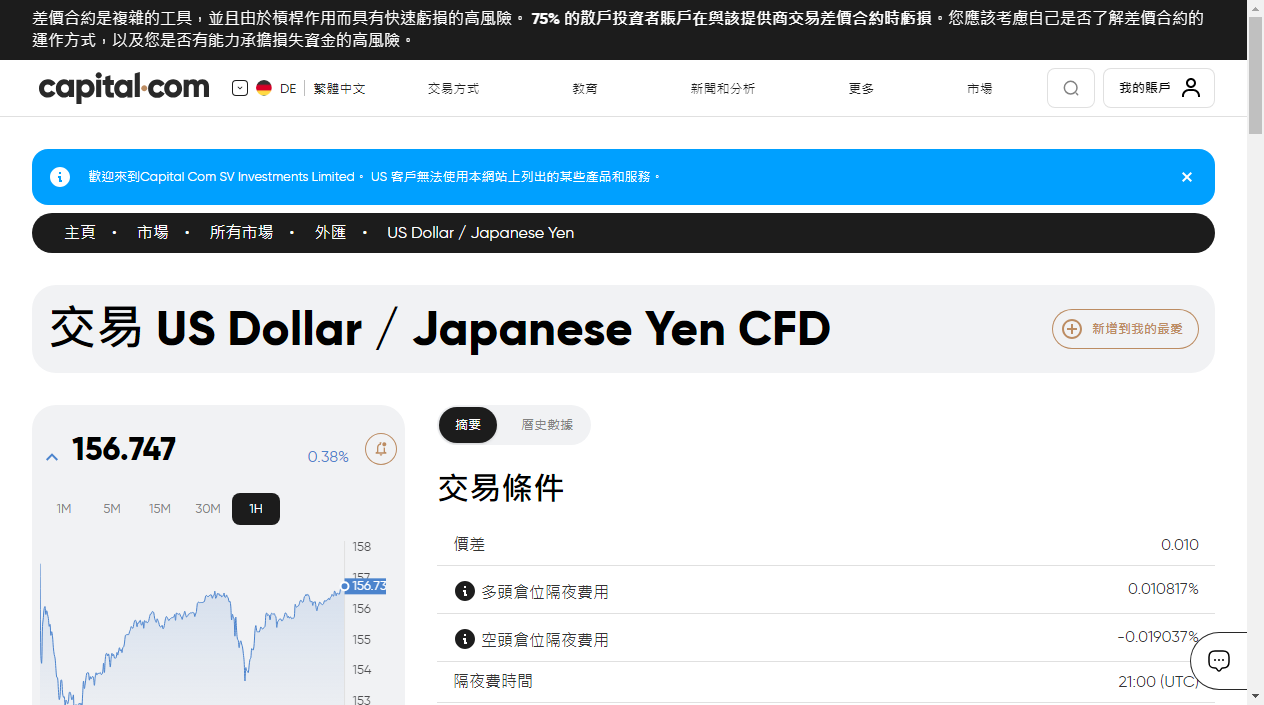 差價合約是複雜的工具，並且由於槓桿作用而具有快速虧損的高風險。 75% 的散戶投資者賬戶在與該提供商交易差價合約時虧損。您應該考慮自己是否了解差價合約的
運作方式，以及您是否有能力承擔損失資金的高風險。
capital.com DE 繁體中文 交易方式 教育 新聞和分析 更多 市場 我的賬戶
歡迎來到Capital Com SV Investments Limited。 US 客戶無法使用本網站上列出的某些產品和服務。
主頁 • 市場 • 所有市場 • 外匯 • US Dollar / Japanese Yen
交易 US Dollar / Japanese Yen CFD
新增到我的最愛
156.747 0.38%
1M 5M 15M 30M 1H
158
157
156.73
156
155
154
153
摘要 曆史數據
交易條件
價差 0.010
多頭倉位隔夜費用 0.010817%
空頭倉位隔夜費用 -0.019037%
隔夜費時間 21:00 (UTC)